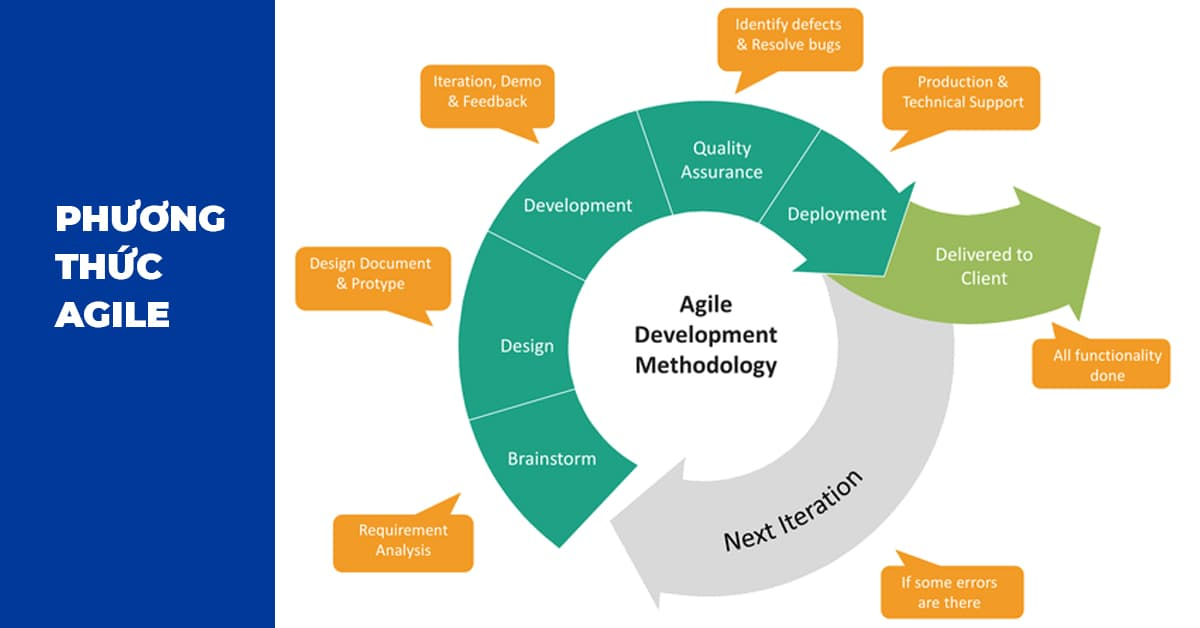 PHƯƠNG
THỨC
AGILE
Identify defects
& Resolve bugs
Iteration, Demo
& Feedback
Production &
Technical Support
Quality
Assurance
Development
Deployment
Design Document
& Protype
Delivered to
Client
Agile
Development
Methodology
Design
All functionality
done
Brainstorm
Requirement
Analysis
Next Iteration
If some errors
are there